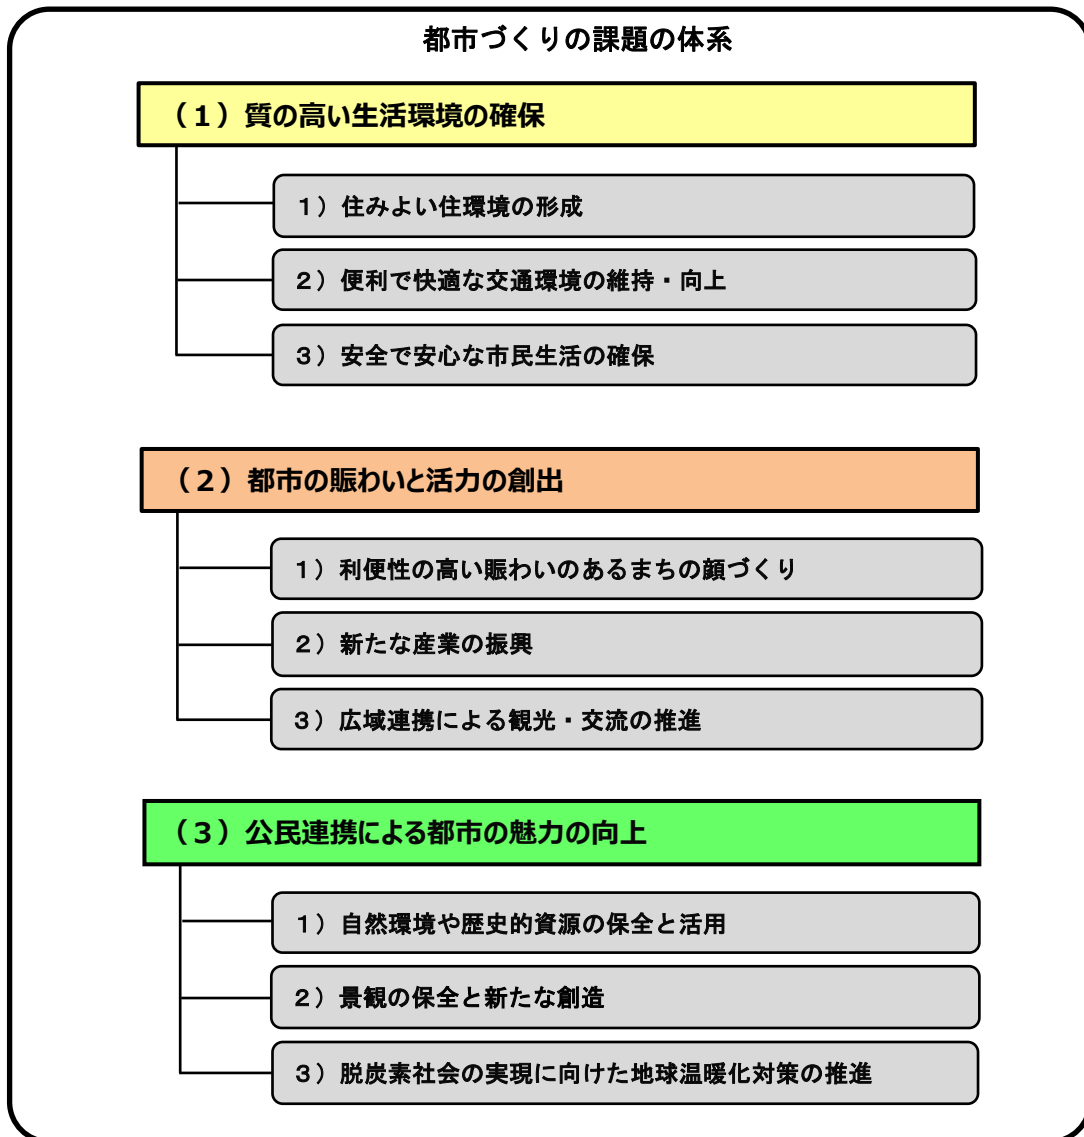 都市づくりの課題の体系
（１）質の高い生活環境の確保
１）住みよい住環境の形成
２）便利で快適な交通環境の維持・向上
３）安全で安心な市民生活の確保
（２）都市の賑わいと活力の創出
１）利便性の高い賑わいのあるまちの顔づくり
２）新たな産業の振興
３）広域連携による観光・交流の推進
（３）公民連携による都市の魅力の向上
１）自然環境や歴史的資源の保全と活用
２）景観の保全と新たな創造
３）脱炭素社会の実現に向けた地球温暖化対策の推進